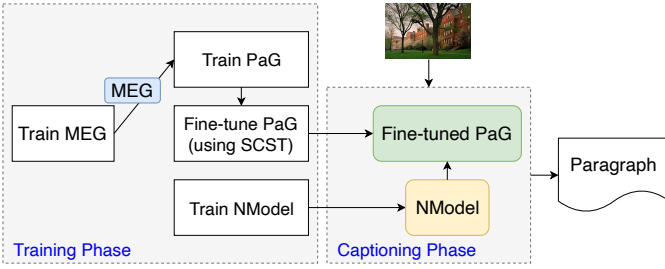 Train PaG
MEG
Train MEG
Fine-tune PaG
(using SCST)
Train NModel
Training Phase
Fine-tuned PaG
NModel
Captioning Phase
Paragraph